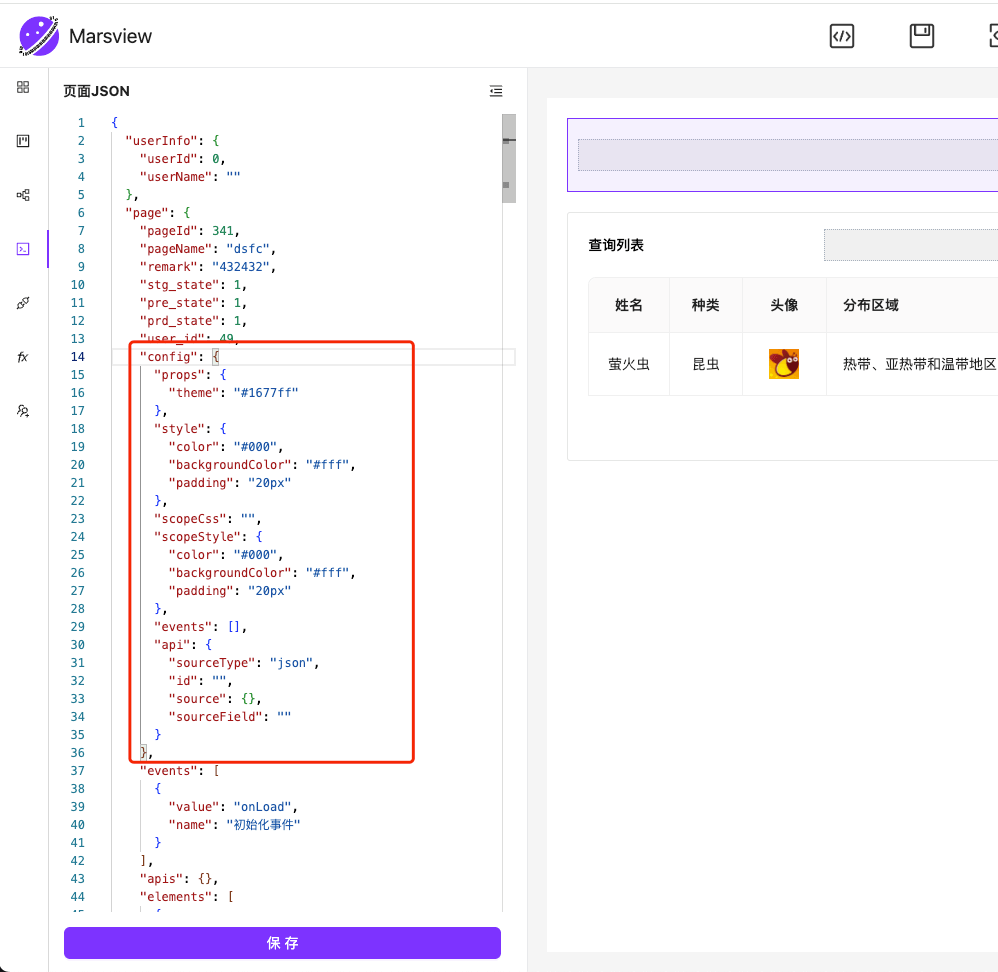 Marsview
页面JSON
1 {
2 "userInfo": {
3 "userId": 0,
4 "userName": ""
5 },
6 "page": {
7 "pageId": 341,
8 "pageName": "dsfc",
9 "remark": "432432",
10 "stg_state": 1,
11 "pre_state": 1,
12 "prd_state": 1,
13 "user_id": 49,
14 "config": {
15 "props": {
16 "theme": "#1677ff"
17 },
18 "style": {
19 "color": "#000",
20 "backgroundColor": "#fff",
21 "padding": "20px"
22 },
23 "scopeCss": "",
24 "scopeStyle": {
25 "color": "#000",
26 "backgroundColor": "#fff",
27 "padding": "20px"
28 },
29 "events": [],
30 "api": {
31 "sourceType": "json",
32 "id": "",
33 "source": {},
34 "sourceField": ""
35 }
36 },
37 "events": [
38 {
39 "value": "onLoad",
40 "name": "初始化事件"
41 }
42 ],
43 "apis": {},
44 "elements": [
45 {
保 存
fx
查询列表
姓名 种类 头像 分布区域
萤火虫 昆虫 热带、亚热带和温带地区